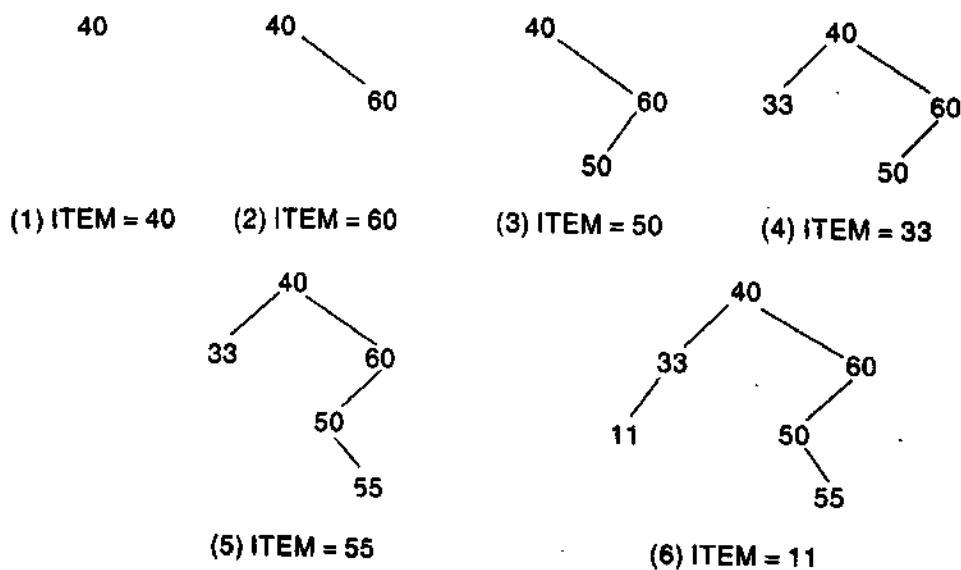 40 40 40 40
60 60 33 60
50 50
(1) ITEM = 40 (2) ITEM = 60 (3) ITEM = 50 (4) ITEM = 33
40 40
33 60 33 60
50 11 50
55 55
(5) ITEM = 55 (6) ITEM = 11